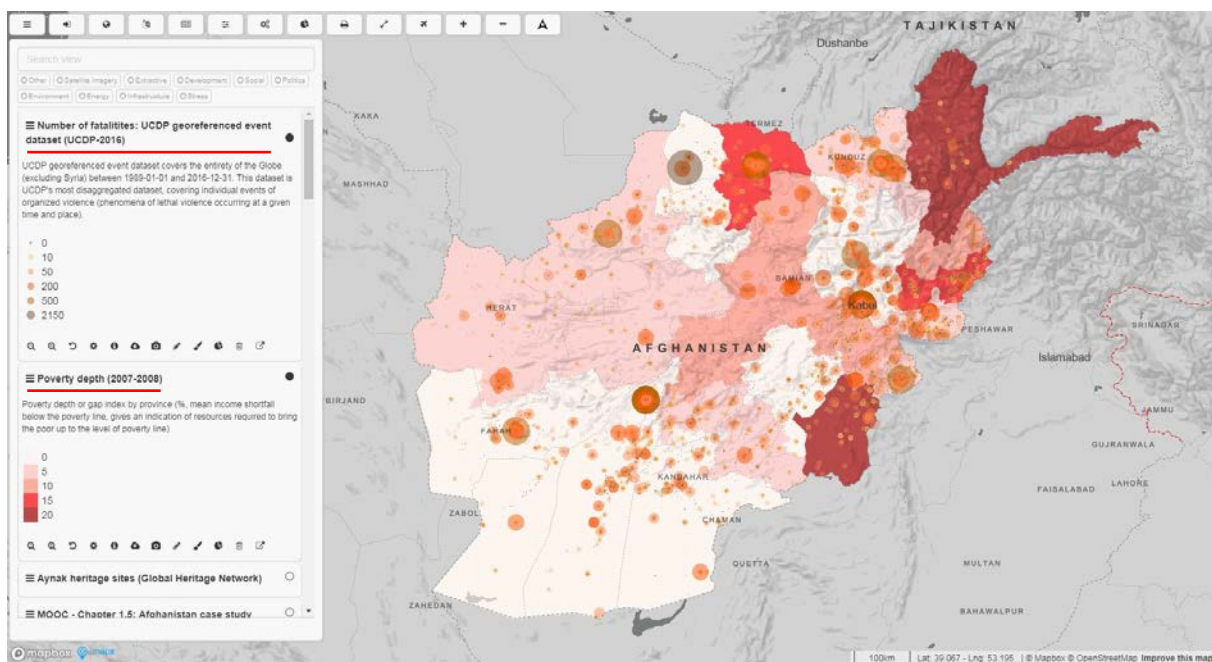 Search view
Other Satellite Imagery Extractive Development Social Politics
Environment Energy Infrastructure Stress
Number of fatalitites: UCDP georeferenced event
dataset (UCDP-2016)
UCDP georeferenced event dataset covers the entirety of the Globe
(excluding Syria) between 1989-01-01 and 2016-12-31. This dataset is
UCDP's most disaggregated dataset, covering individual events of
organized violence (phenomena of lethal violence occurring at a given
time and place).
0
10
50
200
500
2150
Poverty depth (2007-2008)
Poverty depth or gap index by province (%, mean income shortfall
below the poverty line, gives an indication of resources required to bring
the poor up to the level of poverty line)
0
5
10
15
20
Aynak heritage sites (Global Heritage Network)
MOOC - Chapter 1.5: Afghanistan case study
mapbox
TAJIKISTAN
Dushanbe
KAKA
TERMEZ
KUNDUZ
MASHHAD
BAMIAN
HERAT
Kabul
PESHAWAR
SRINAGAR
AFGHANISTAN
Islamabad
BIRJAND
JAMMU
FARAH
GUJRANWALA
KANDAHAR
FAISALABAD
LAHORE
ZABOL
CHAMAN
QUETTA
MULTAN
ZAHEDAN
BAHAWALPUR
100km Lat: 39.067 - Lng: 53.195 | © Mapbox © OpenStreetMap Improve this map